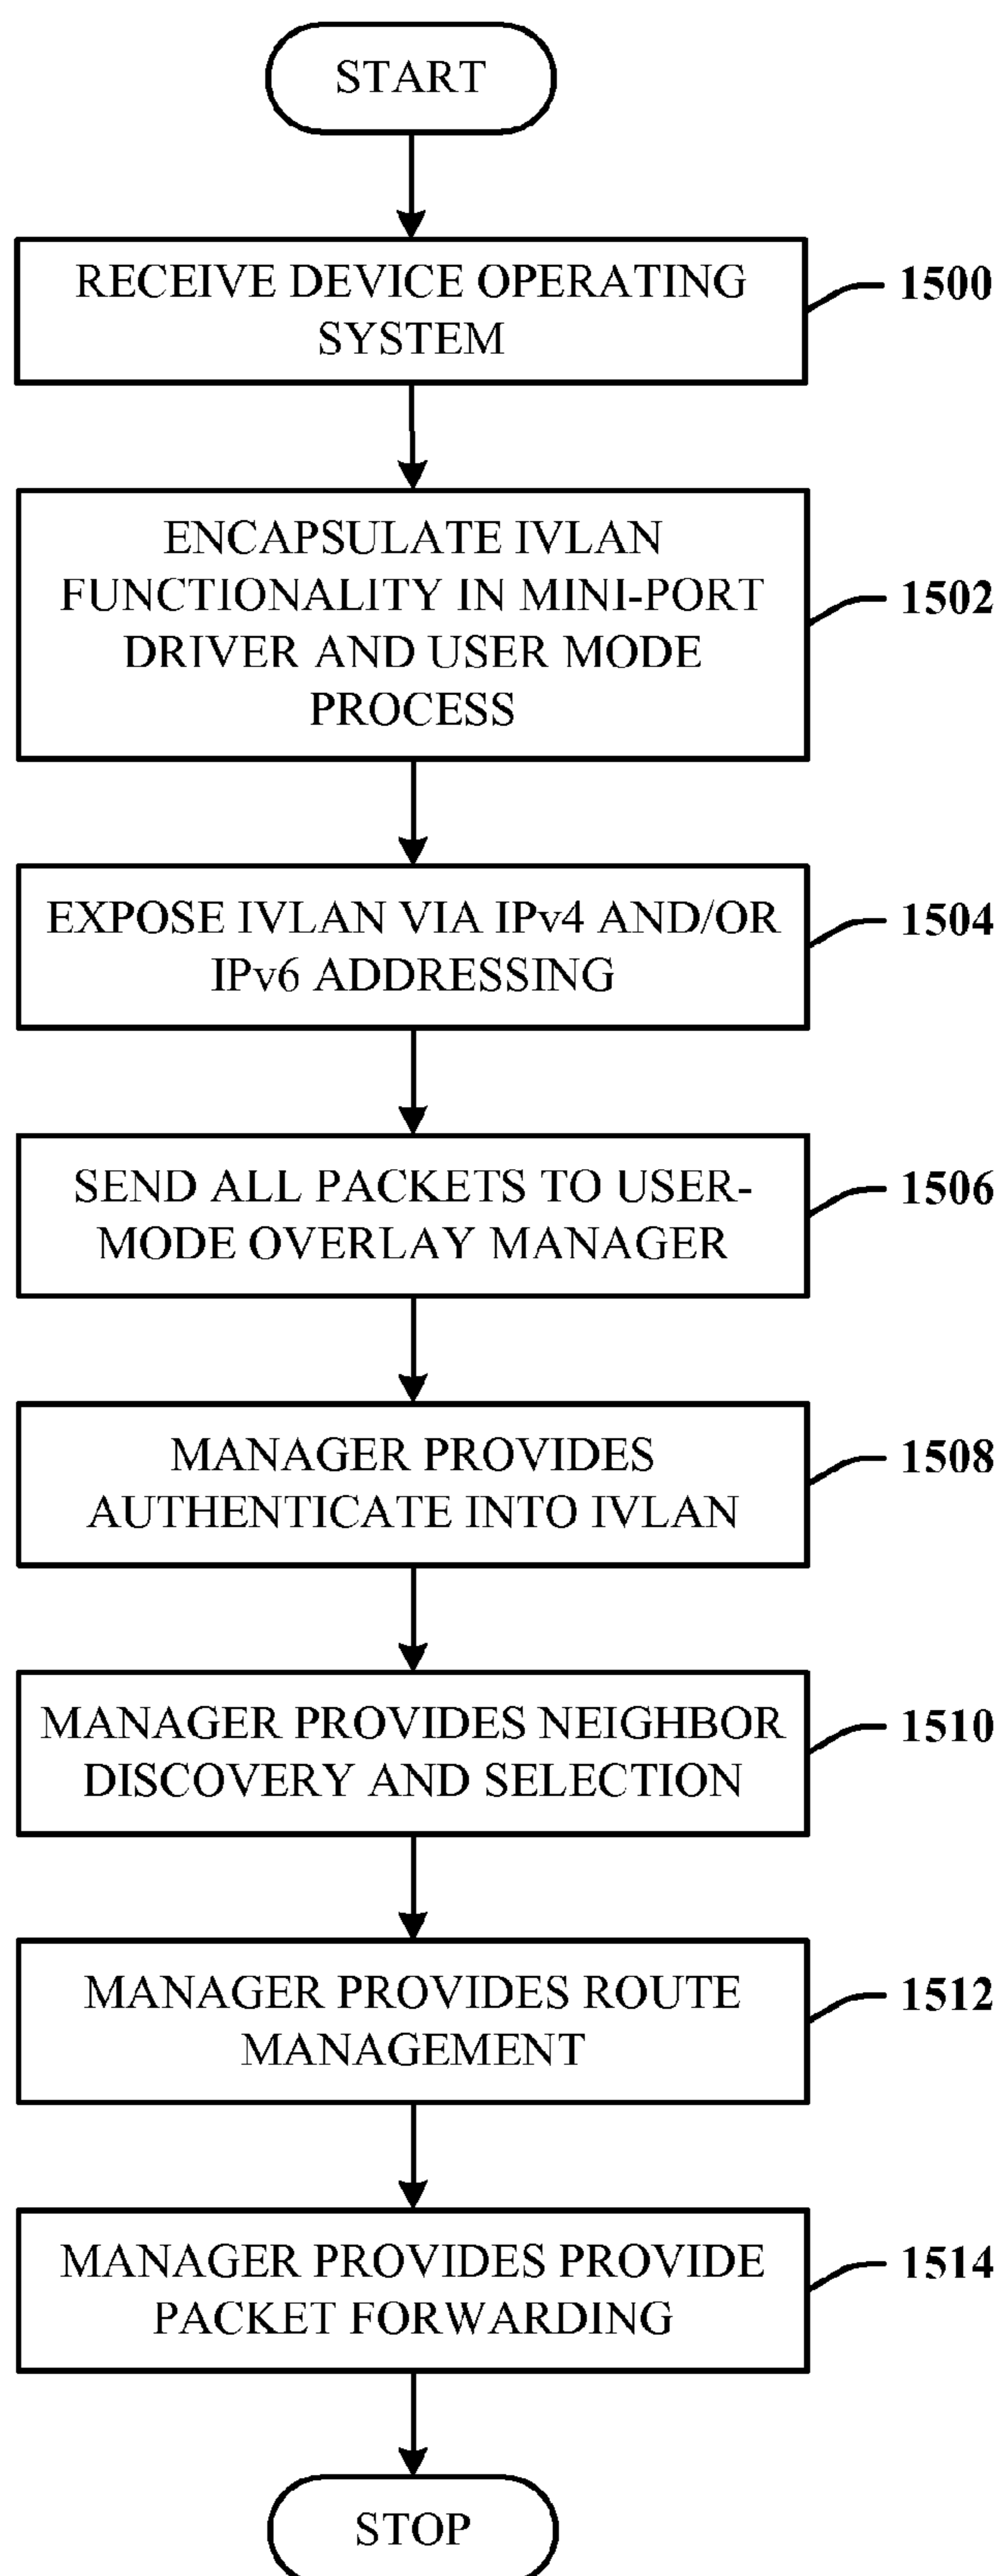 START
RECEIVE DEVICE OPERATING
SYSTEM
1500
ENCAPSULATE IVLAN
FUNCTIONALITY IN MINI-PORT
DRIVER AND USER MODE
PROCESS
1502
EXPOSE IVLAN VIA IPv4 AND/OR
IPv6 ADDRESSING
1504
SEND ALL PACKETS TO USER-
MODE OVERLAY MANAGER
1506
MANAGER PROVIDES
AUTHENTICATE INTO IVLAN
1508
MANAGER PROVIDES NEIGHBOR
DISCOVERY AND SELECTION
1510
MANAGER PROVIDES ROUTE
MANAGEMENT
1512
MANAGER PROVIDES PROVIDE
PACKET FORWARDING
1514
STOP